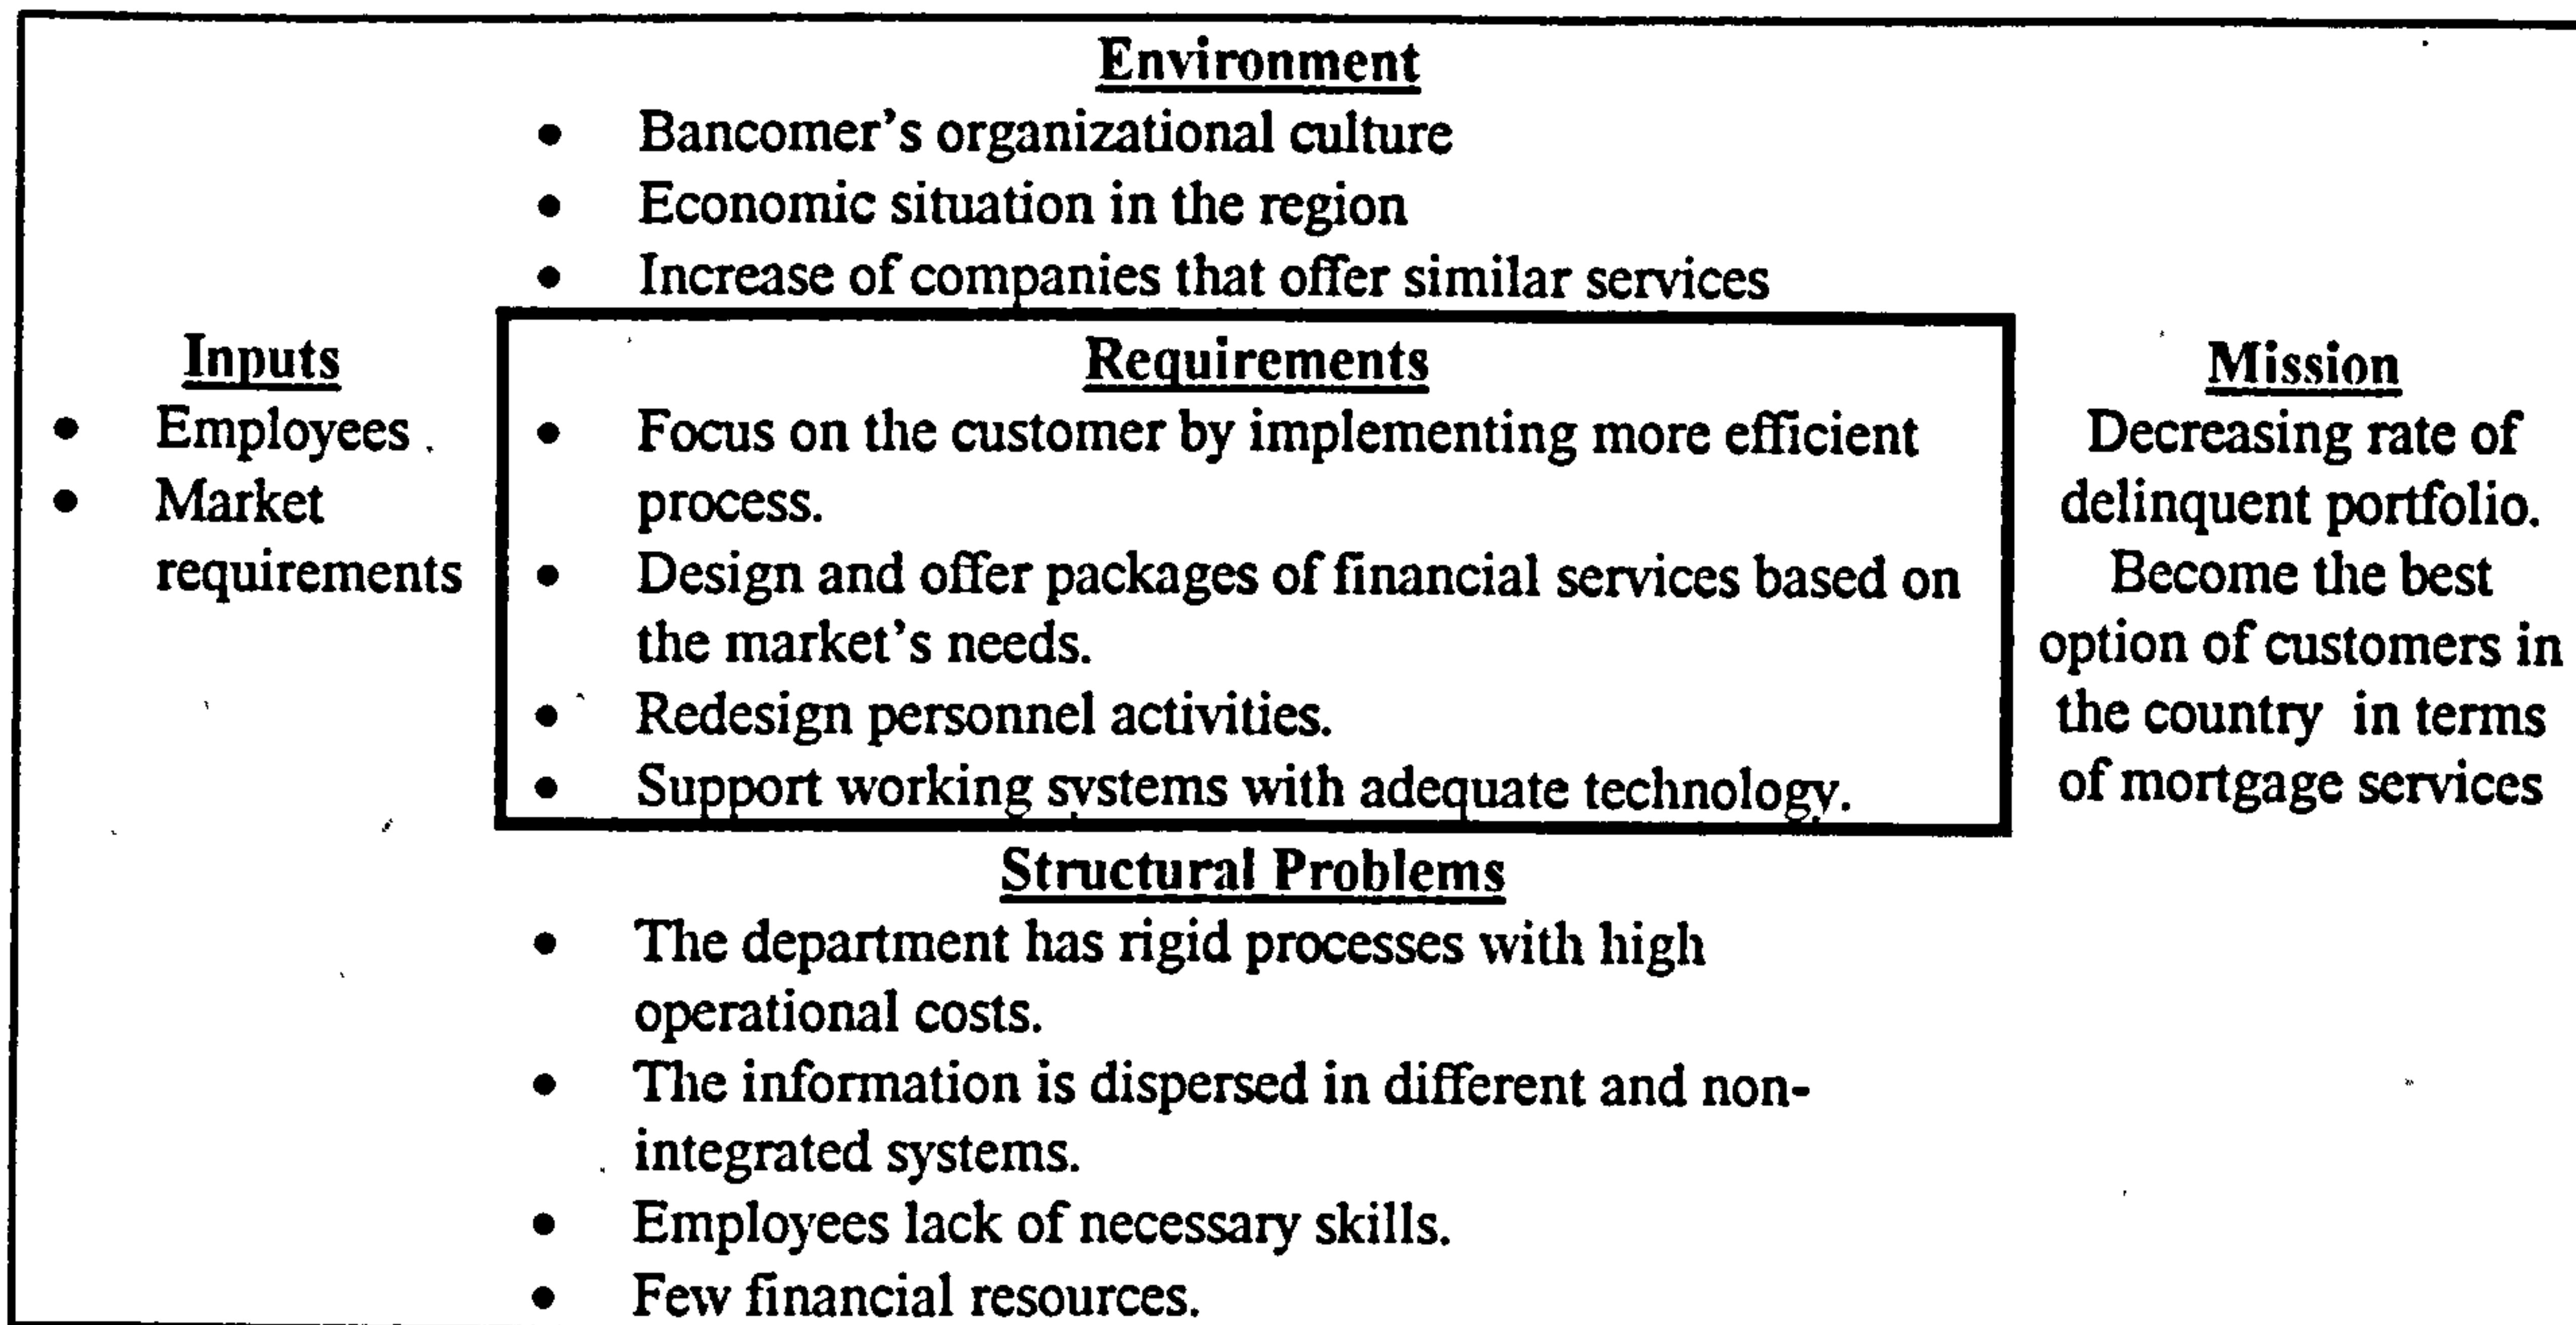 Environment
• Bancomer's organizational culture
• Economic situation in the region
• Increase of companies that offer similar services
Inputs
• Employees
• Market
requirements
Requirements
• Focus on the customer by implementing more efficient
process.
• Design and offer packages of financial services based on
the market's needs.
• Redesign personnel activities.
• Support working systems with adequate technology.
Mission
Decreasing rate of
delinquent portfolio.
Become the best
option of customers in
the country in terms
of mortgage services
Structural Problems
• The department has rigid processes with high
operational costs.
• The information is dispersed in different and non-
integrated systems.
• Employees lack of necessary skills.
• Few financial resources.